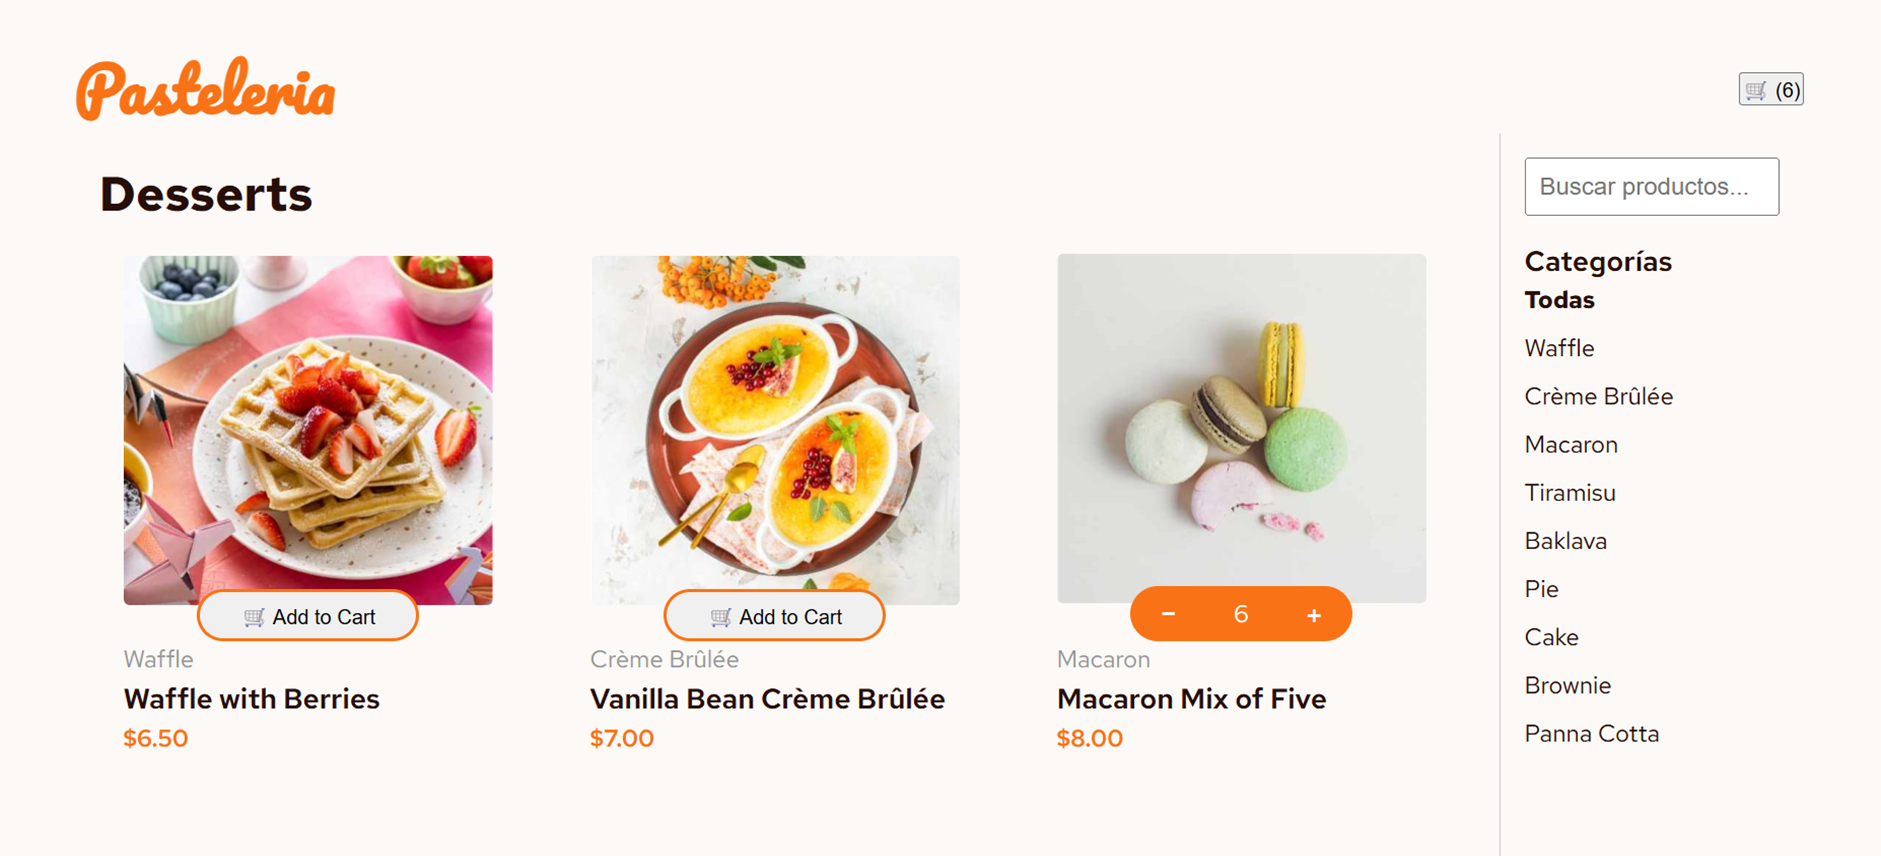 Pasteleria
(6)
Desserts
Add to Cart
Waffle
Waffle with Berries
$6.50
Add to Cart
Crème Brûlée
Vanilla Bean Crème Brûlée
$7.00
− 6 +
Macaron
Macaron Mix of Five
$8.00
Buscar productos...
Categorías
Todas
Waffle
Crème Brûlée
Macaron
Tiramisu
Baklava
Pie
Cake
Brownie
Panna Cotta